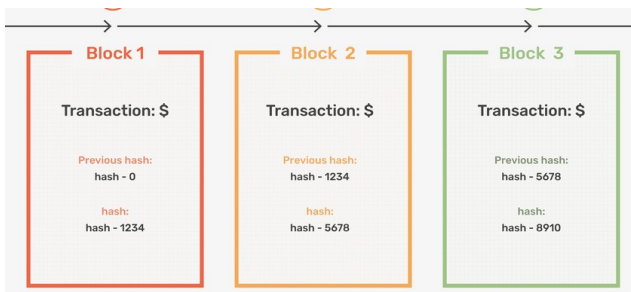 Block 1
Transaction: $
Previous hash:
hash - 0
hash:
hash - 1234
Block 2
Transaction: $
Previous hash:
hash - 1234
hash:
hash - 5678
Block 3
Transaction: $
Previous hash:
hash - 5678
hash:
hash - 8910